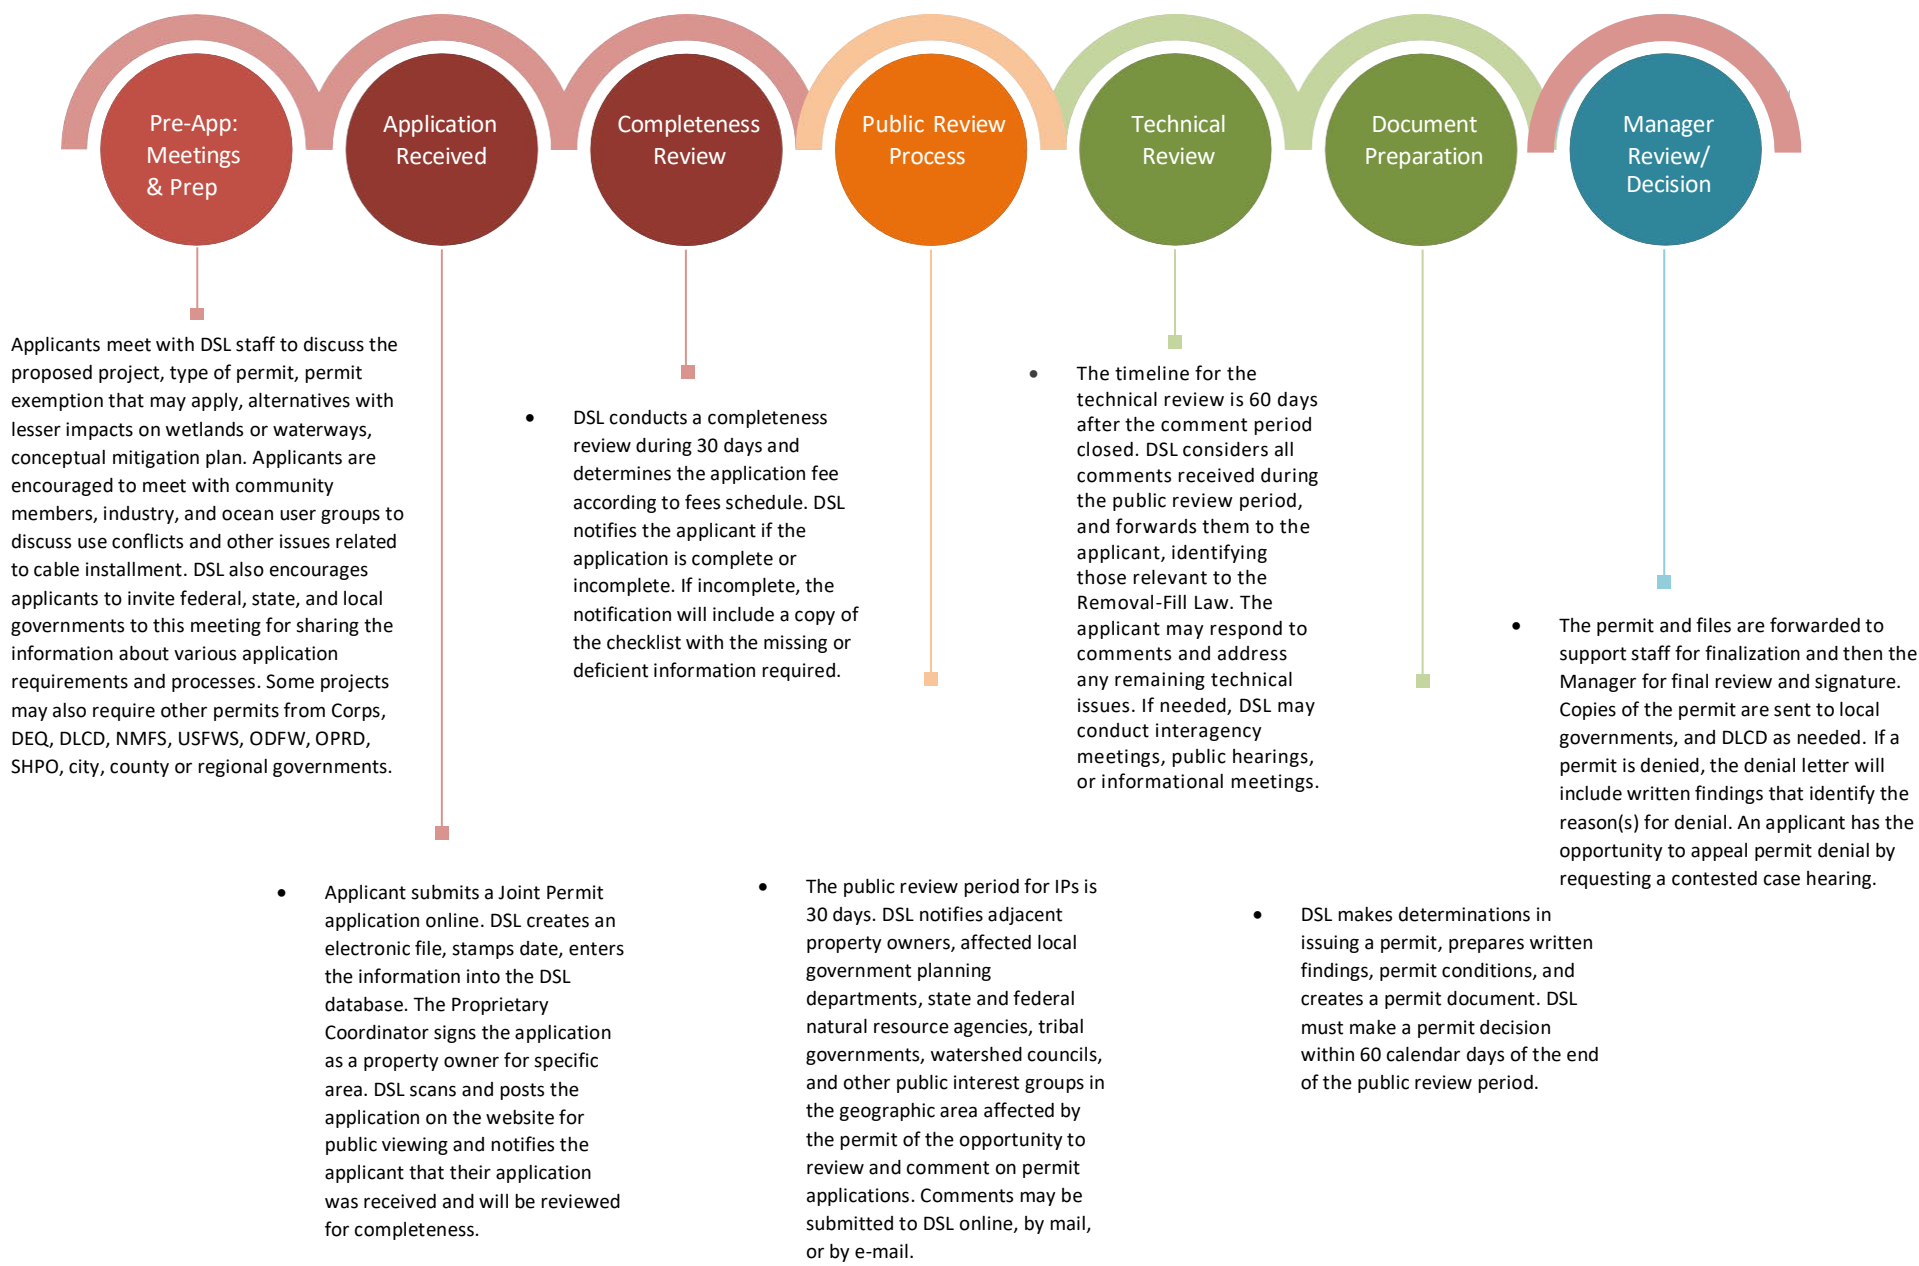 Pre-App:
Meetings
& Prep
Application
Received
Completeness
Review
Public Review
Process
Technical
Review
Document
Preparation
Manager
Review/
Decision
Applicants meet with DSL staff to discuss the
proposed project, type of permit, permit
exemption that may apply, alternatives with
lesser impacts on wetlands or waterways,
conceptual mitigation plan. Applicants are
encouraged to meet with community
members, industry, and ocean user groups to
discuss use conflicts and other issues related
to cable installment. DSL also encourages
applicants to invite federal, state, and local
governments to this meeting for sharing the
information about various application
requirements and processes. Some projects
may also require other permits from Corps,
DEQ, DLCD, NMFS, USFWS, ODFW, OPRD,
SHPO, city, county or regional governments.
• Applicant submits a Joint Permit
application online. DSL creates an
electronic file, stamps date, enters
the information into the DSL
database. The Proprietary
Coordinator signs the application
as a property owner for specific
area. DSL scans and posts the
application on the website for
public viewing and notifies the
applicant that their application
was received and will be reviewed
for completeness.
• DSL conducts a completeness
review during 30 days and
determines the application fee
according to fees schedule. DSL
notifies the applicant if the
application is complete or
incomplete. If incomplete, the
notification will include a copy of
the checklist with the missing or
deficient information required.
• The public review period for IPs is
30 days. DSL notifies adjacent
property owners, affected local
government planning
departments, state and federal
natural resource agencies, tribal
governments, watershed councils,
and other public interest groups in
the geographic area affected by
the permit of the opportunity to
review and comment on permit
applications. Comments may be
submitted to DSL online, by mail,
or by e-mail.
• The timeline for the
technical review is 60 days
after the comment period
closed. DSL considers all
comments received during
the public review period,
and forwards them to the
applicant, identifying
those relevant to the
Removal-Fill Law. The
applicant may respond to
comments and address
any remaining technical
issues. If needed, DSL may
conduct interagency
meetings, public hearings,
or informational meetings.
• DSL makes determinations in
issuing a permit, prepares written
findings, permit conditions, and
creates a permit document. DSL
must make a permit decision
within 60 calendar days of the end
of the public review period.
• The permit and files are forwarded to
support staff for finalization and then the
Manager for final review and signature.
Copies of the permit are sent to local
governments, and DLCD as needed. If a
permit is denied, the denial letter will
include written findings that identify the
reason(s) for denial. An applicant has the
opportunity to appeal permit denial by
requesting a contested case hearing.